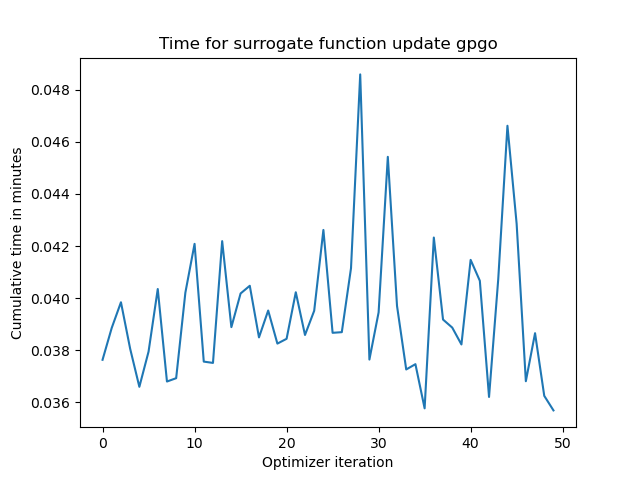 Time for surrogate function update gpgo
Cumulative time in minutes
0.048
0.046
0.044
0.042
0.040
0.038
0.036
0 10 20 30 40 50
Optimizer iteration